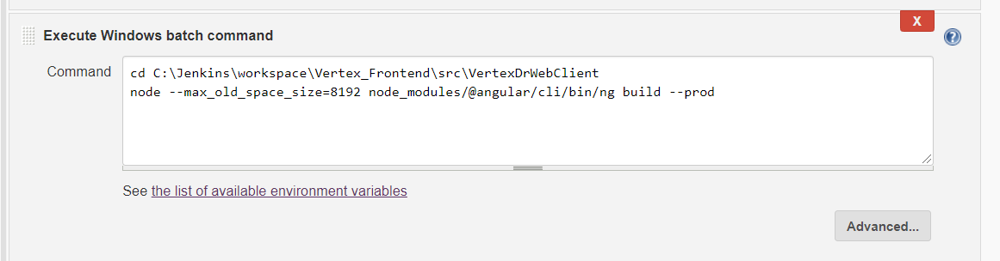 X
Execute Windows batch command
?
Command
cd C:\Jenkins\workspace\Vertex_Frontend\src\VertexDrWebClient
node --max_old_space_size=8192 node_modules/@angular/cli/bin/ng build --prod
See the list of available environment variables
Advanced...